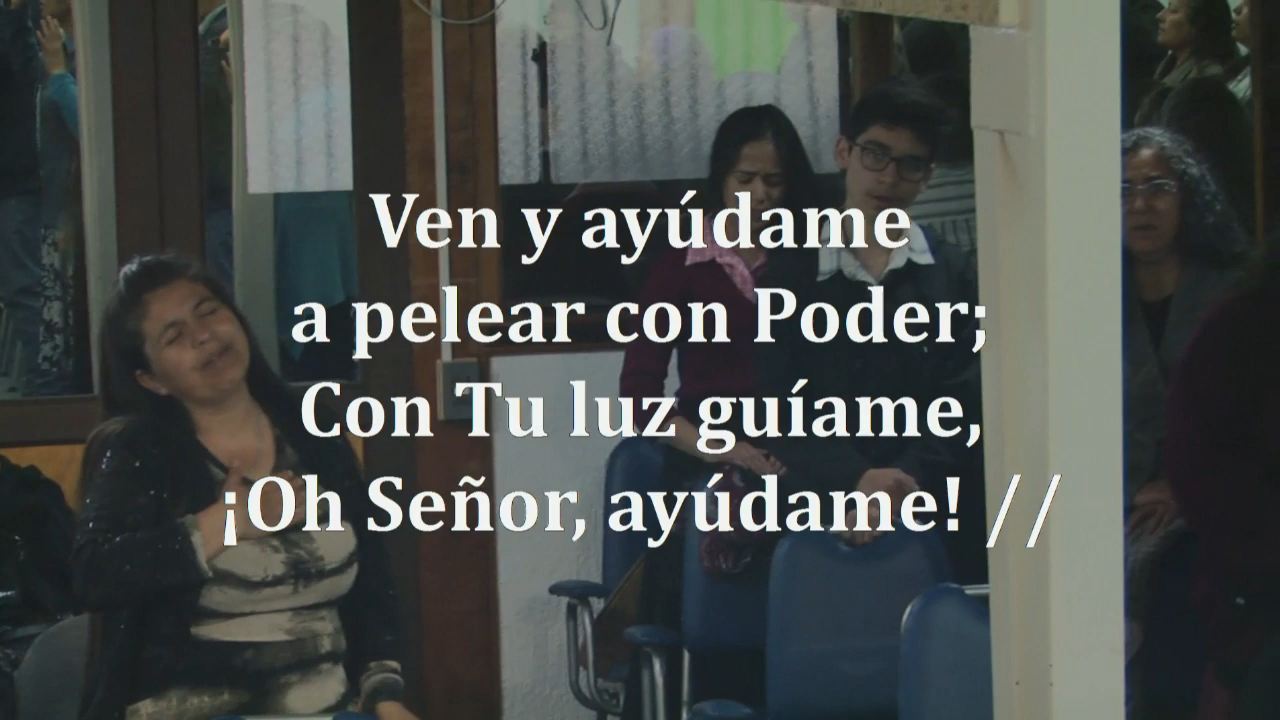 Ven y ayúdame
a pelear con Poder;
Con Tu luz guíame,
¡Oh Señor, ayúdame! //